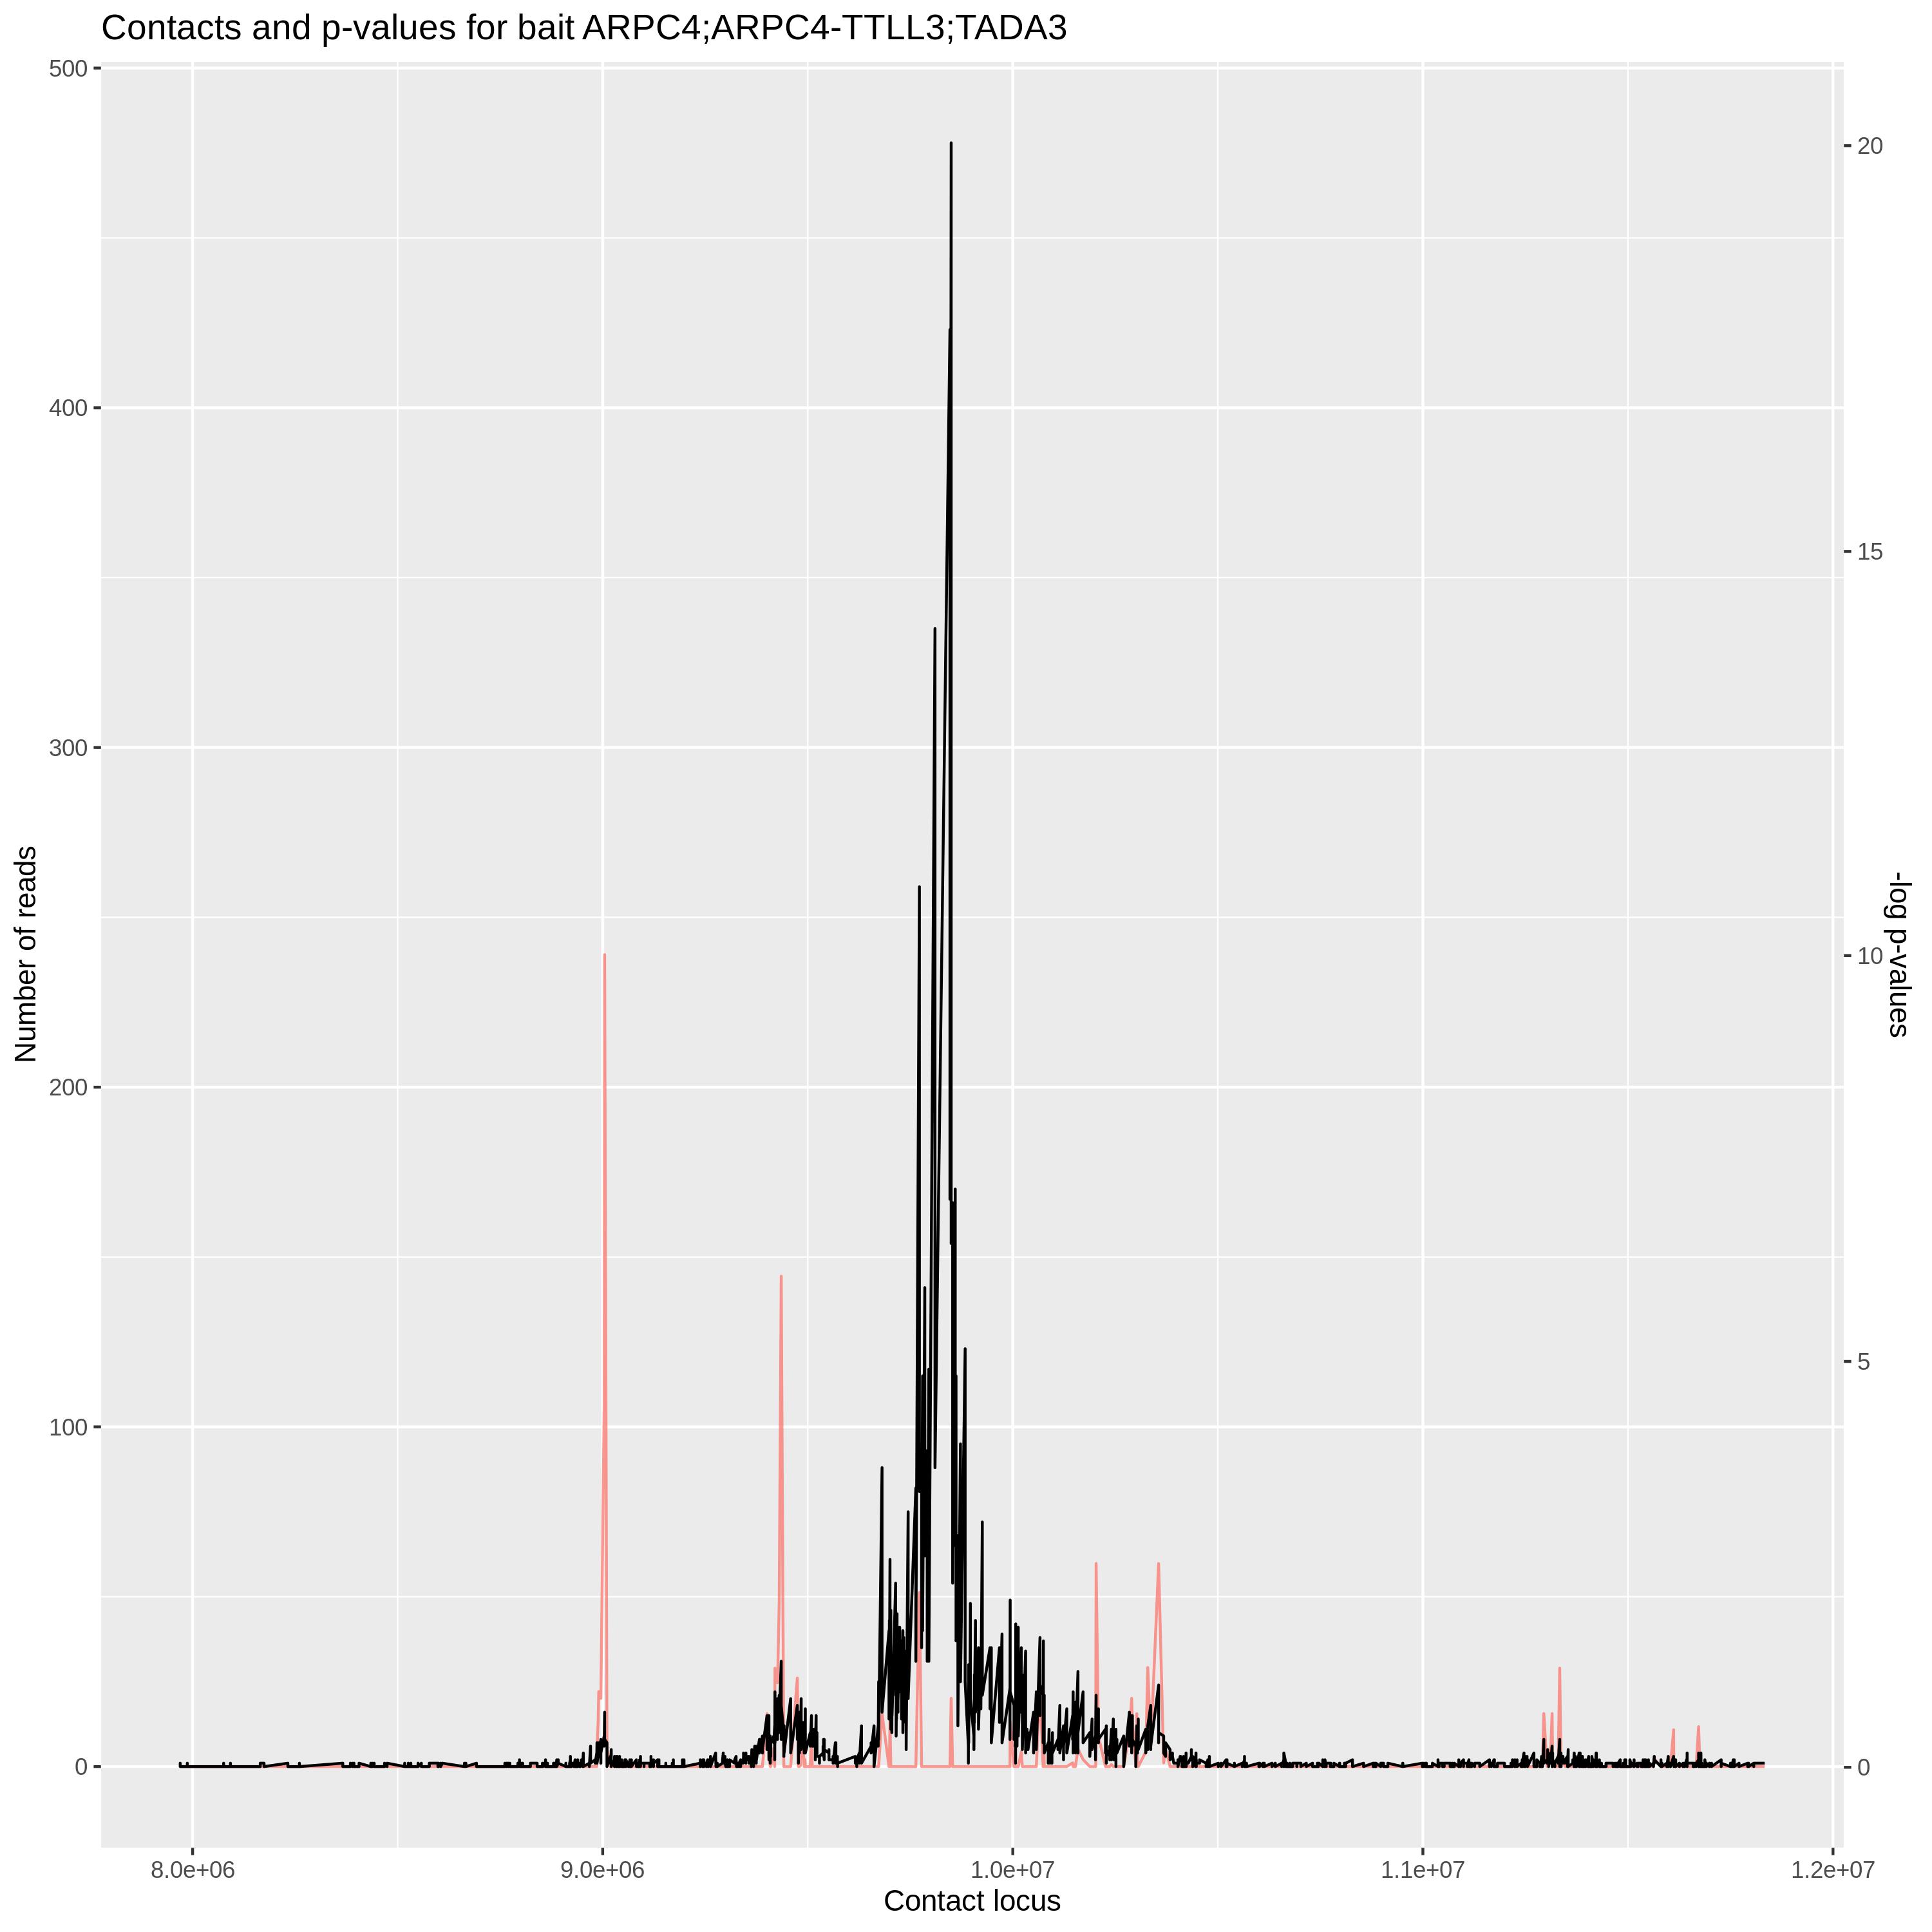 Contacts and p-values for bait ARPC4;ARPC4-TTLL3;TADA3
500
400
300
200
100
0
Number of reads
20
15
10
5
0
-log p-values
8.0e+06
9.0e+06
1.0e+07
1.1e+07
1.2e+07
Contact locus